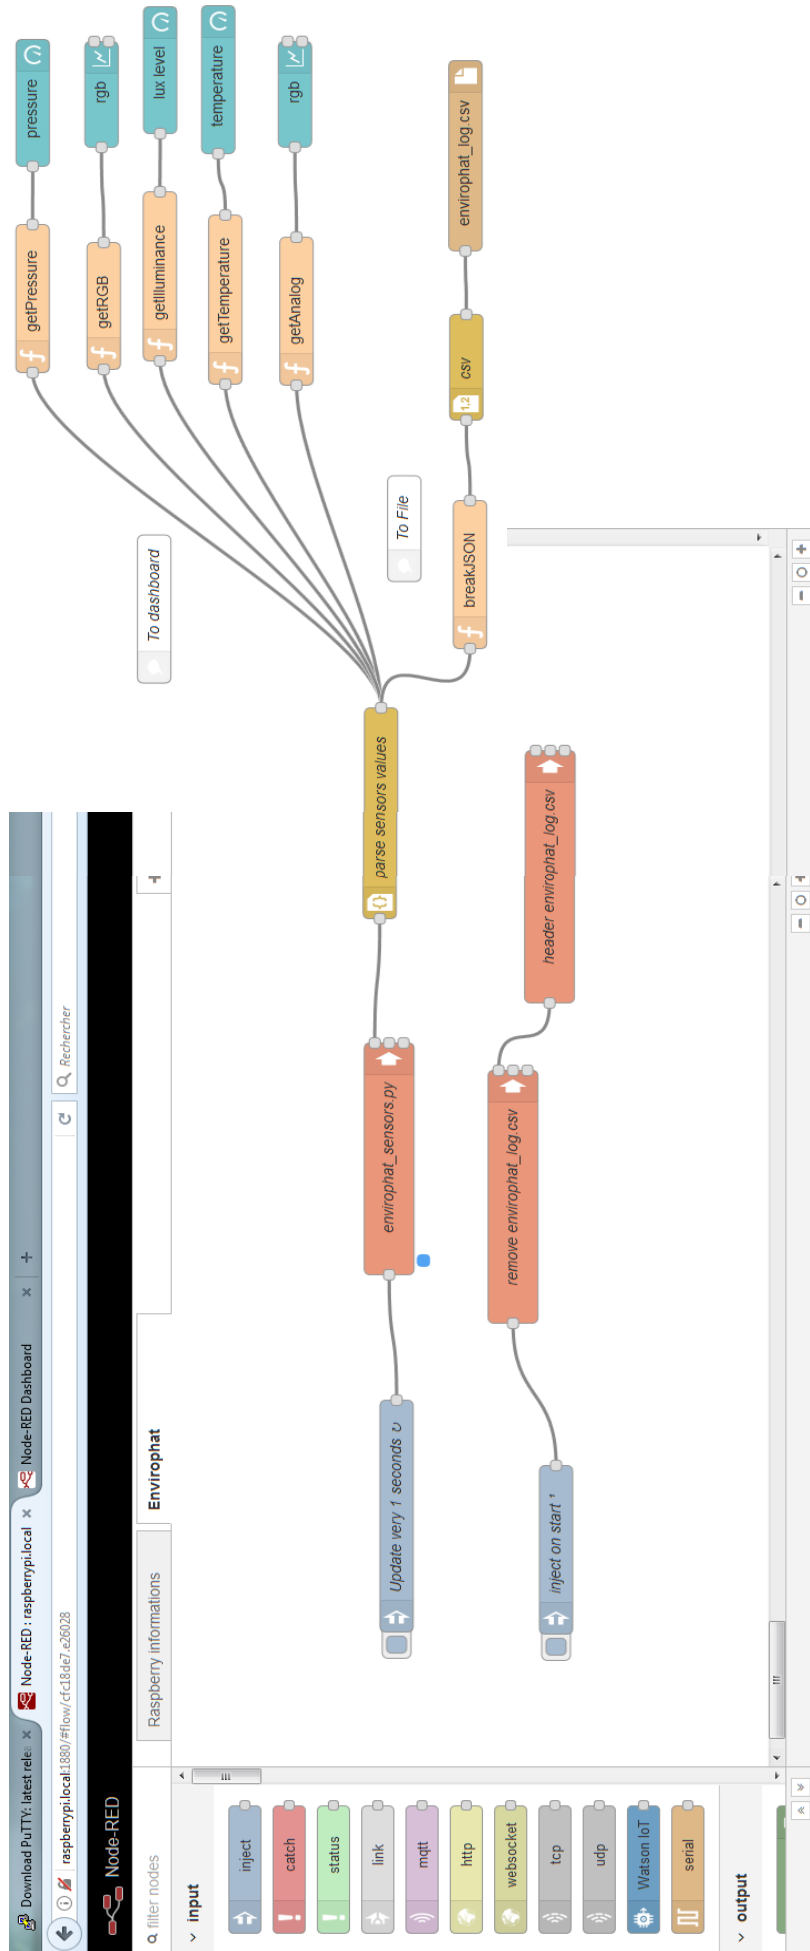 Download PuTTY: latest rele
Node-RED : raspberrypi.local
Node-RED Dashboard
raspberrypi.local:1880/#flow/cfc18de7.e26028
Rechercher
Node-RED
filter nodes
Raspberry informations
Envirophat
input
inject
catch
status
link
mqtt
http
websocket
tcp
udp
Watson IoT
serial
output
To dashboard
getPressure
pressure
getRGB
rgb
getIlluminance
lux level
getTemperature
temperature
getAnalog
rgb
Update very 1 seconds ↻
envirophat_sensors.py
parse sensors values
To File
breakJSON
csv
1,2
envirophat_log.csv
inject on start ¹
remove envirophat_log.csv
header envirophat_log.csv